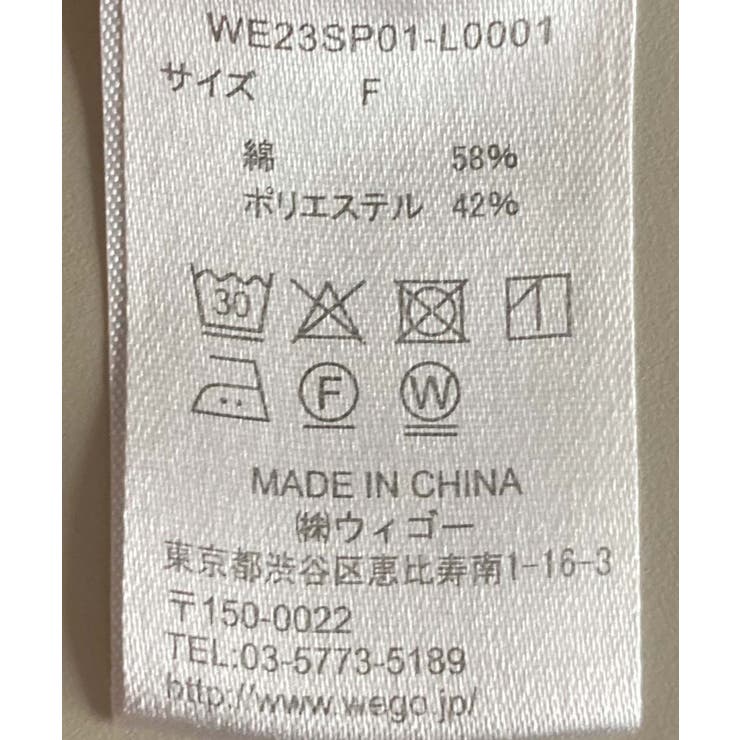 WE23SP01-L0001
サイズ F
綿 58%
ポリエステル 42%
30
F W
MADE IN CHINA
㈱ウィゴー
東京都渋谷区恵比寿南1-16-3
〒150-0022
TEL:03-5773-5189
http://www.wego.jp/